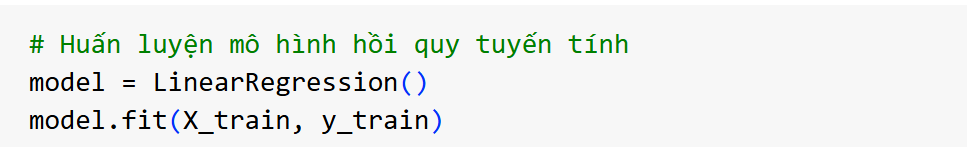 # Huấn luyện mô hình hồi quy tuyến tính
model = LinearRegression()
model.fit(X_train, y_train)